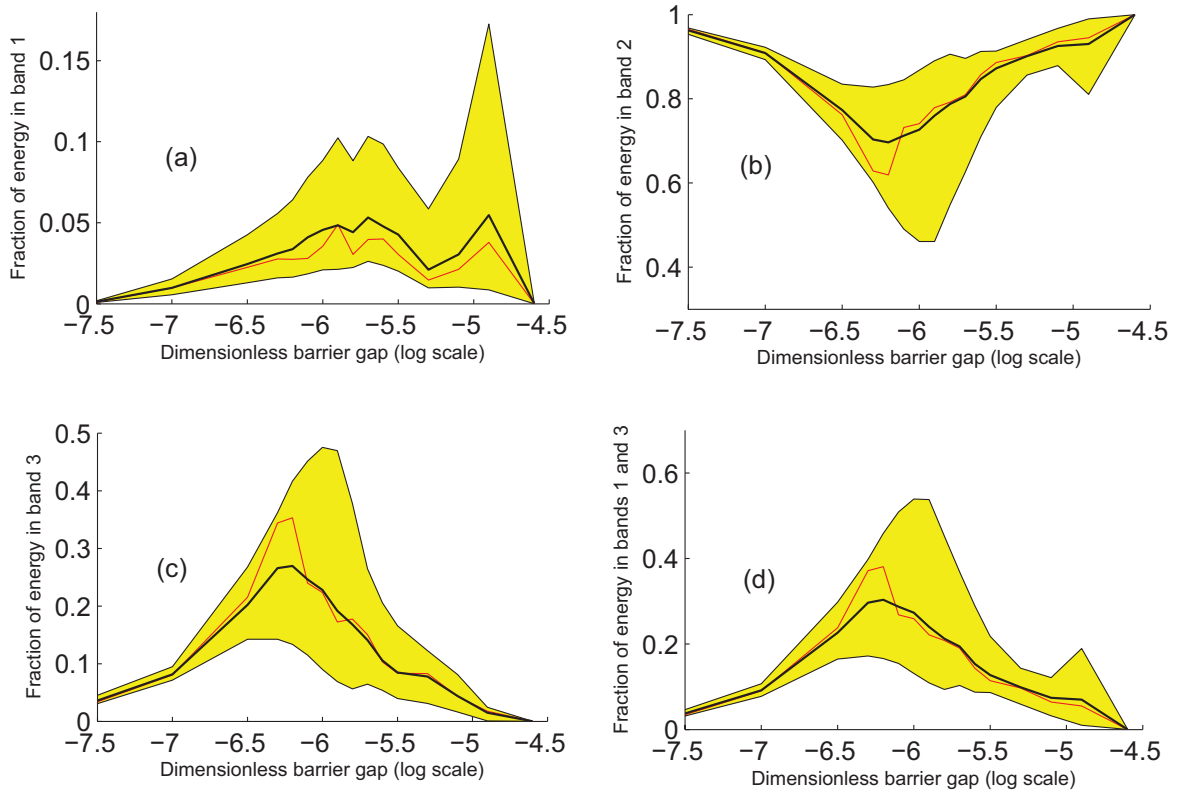 Fraction of energy in band 1
0.15
0.1
0.05
0
(a)
−7.5 −7 −6.5 −6 −5.5 −5 −4.5
Dimensionless barrier gap (log scale)
Fraction of energy in band 2
1
0.8
0.6
0.4
(b)
−7.5 −7 −6.5 −6 −5.5 −5 −4.5
Dimensionless barrier gap (log scale)
Fraction of energy in band 3
0.5
0.4
0.3
0.2
0.1
0
(c)
−7.5 −7 −6.5 −6 −5.5 −5 −4.5
Dimensionless barrier gap (log scale)
Fraction of energy in bands 1 and 3
0.6
0.4
0.2
0
(d)
−7.5 −7 −6.5 −6 −5.5 −5 −4.5
Dimensionless barrier gap (log scale)